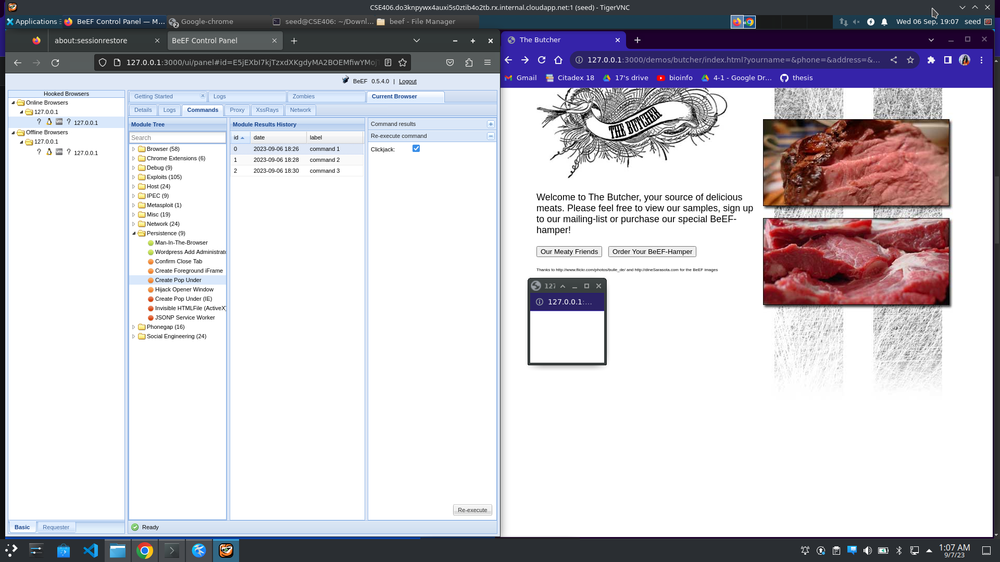 CSE406.do3knpywx4auxi5s0ztib4o2tb.rx.internal.cloudapp.net:1 (seed) - TigerVNC
Applications
BeEF Control Panel — M...
2 Google-chrome
seed@CSE406: ~/Downl...
beef - File Manager
Wed 06 Sep, 19:07 seed
about:sessionrestore
BeEF Control Panel
127.0.0.1:3000/ui/panel#id=E5jEXbI7kjTzxdXKgdyMA2BOEMfiwYMoj
BeEF 0.5.4.0 | Logout
Hooked Browsers
Online Browsers
127.0.0.1
? vm ? 127.0.0.1
Offline Browsers
127.0.0.1
? vm ? 127.0.0.1
Basic
Requester
Getting Started
Logs
Zombies
Current Browser
Details
Logs
Commands
Proxy
XssRays
Network
Module Tree
Search
Browser (58)
Chrome Extensions (6)
Debug (9)
Exploits (105)
Host (24)
IPEC (9)
Metasploit (1)
Misc (19)
Network (24)
Persistence (9)
Man-In-The-Browser
Wordpress Add Administrato
Confirm Close Tab
Create Foreground iFrame
Create Pop Under
Hijack Opener Window
Create Pop Under (IE)
Invisible HTMLFile (ActiveX)
JSONP Service Worker
Phonegap (16)
Social Engineering (24)
Module Results History
id date label
0 2023-09-06 18:26 command 1
1 2023-09-06 18:28 command 2
2 2023-09-06 18:30 command 3
Command results
Re-execute command
Clickjack:
Re-execute
Ready
The Butcher
127.0.0.1:3000/demos/butcher/index.html?yourname=&phone=&address=&...
Gmail
Citadex 18
17's drive
bioinfo
4-1 - Google Dr...
thesis
THE BUTCHER
Welcome to The Butcher, your source of delicious
meats. Please feel free to view our samples, sign up
to our mailing-list or purchase our special BeEF-
hamper!
Our Meaty Friends
Order Your BeEF-Hamper
Thanks to http://www.flickr.com/photos/bulle_de/ and http://dineSarasota.com for the BeEF images
127
127.0.0.1:...
1:07 AM
9/7/23